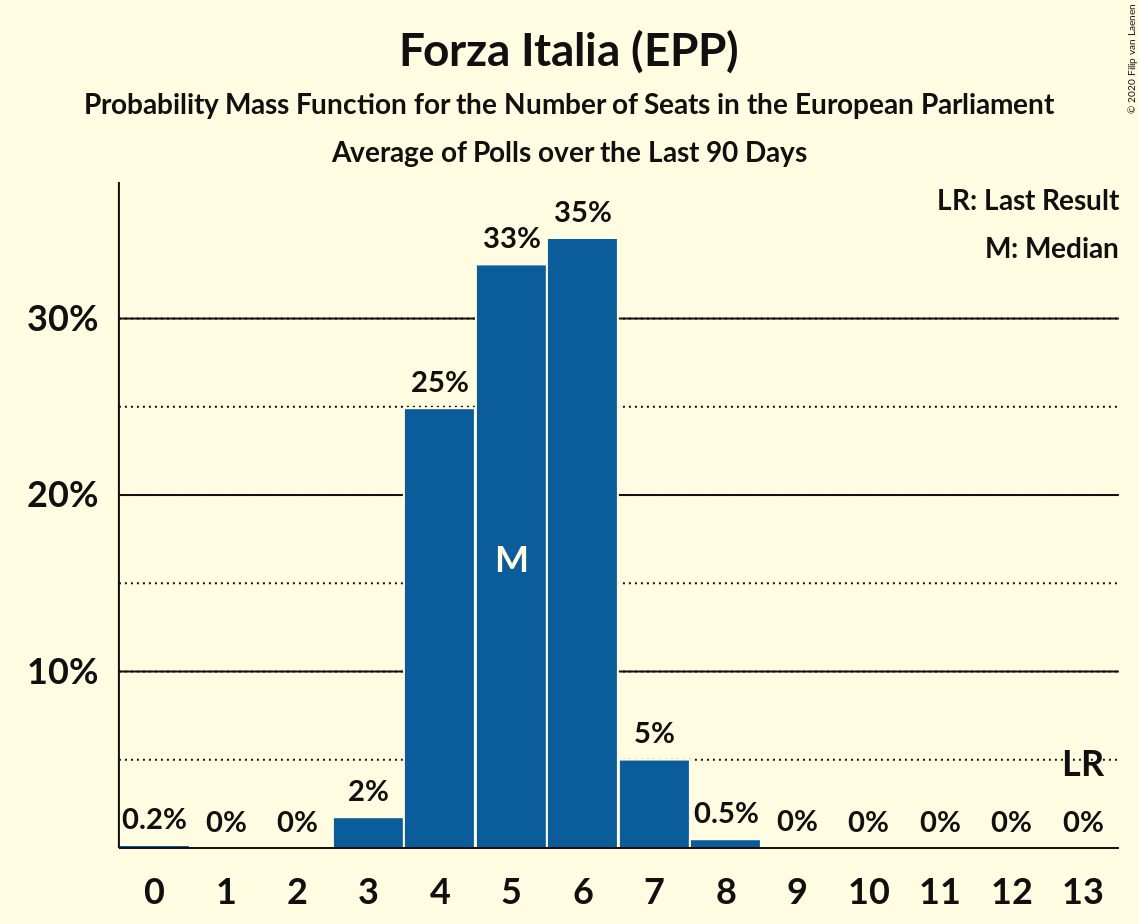 Forza Italia (EPP)
Probability Mass Function for the Number of Seats in the European Parliament
Average of Polls over the Last 90 Days
© 2020 Filip van Laenen
LR: Last Result
M: Median
30%
20%
10%
0.2% 0% 0% 2% 25% 33% 35% 5% 0.5% 0% 0% 0% 0% 0%
M
LR
0 1 2 3 4 5 6 7 8 9 10 11 12 13